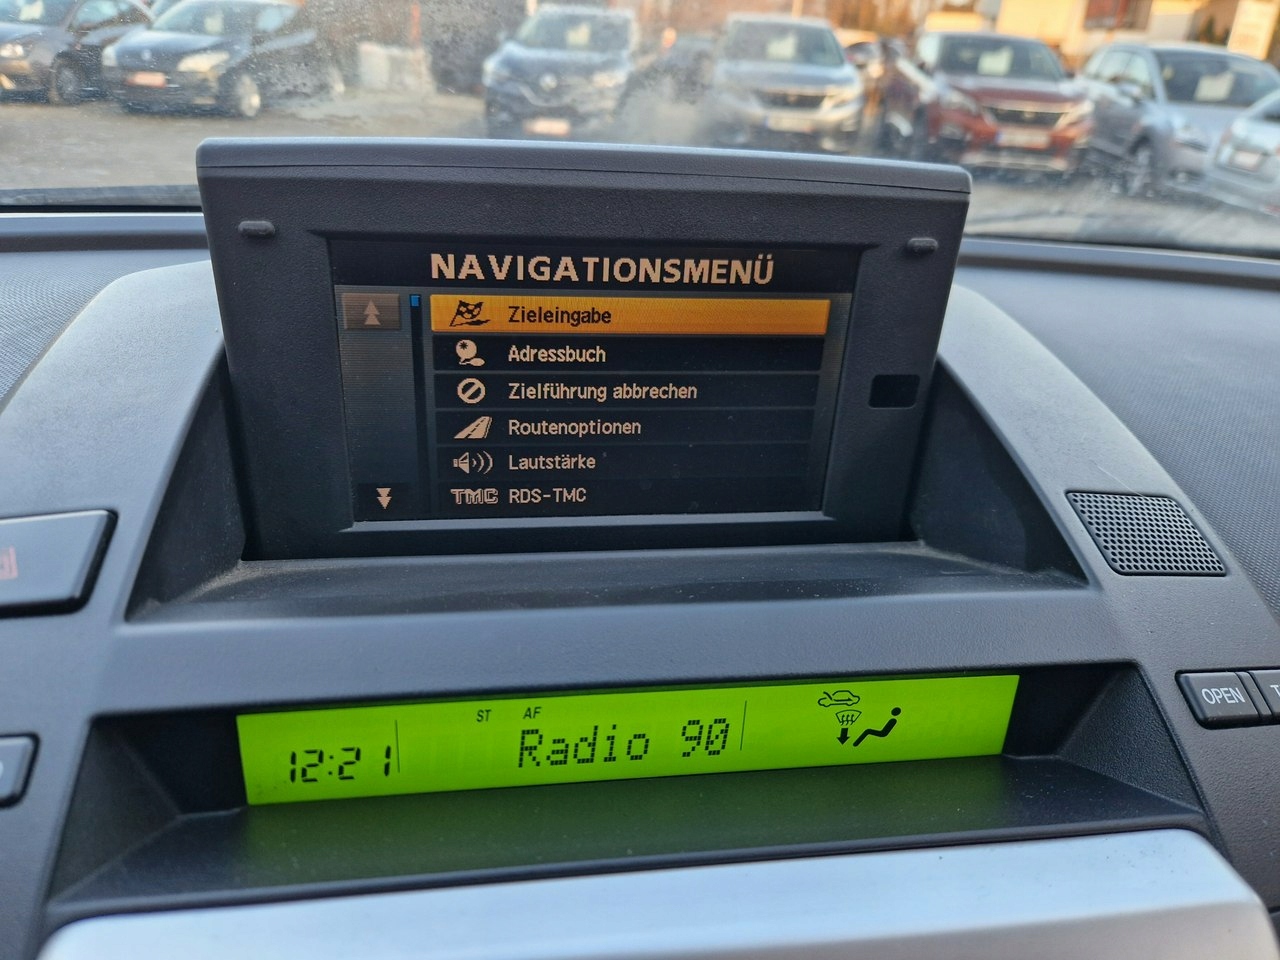 NAVIGATIONSMENÜ
Zieleingabe
Adressbuch
Zielführung abbrechen
Routenoptionen
Lautstärke
TMC RDS-TMC
ST AF
12:21 Radio 90
OPEN